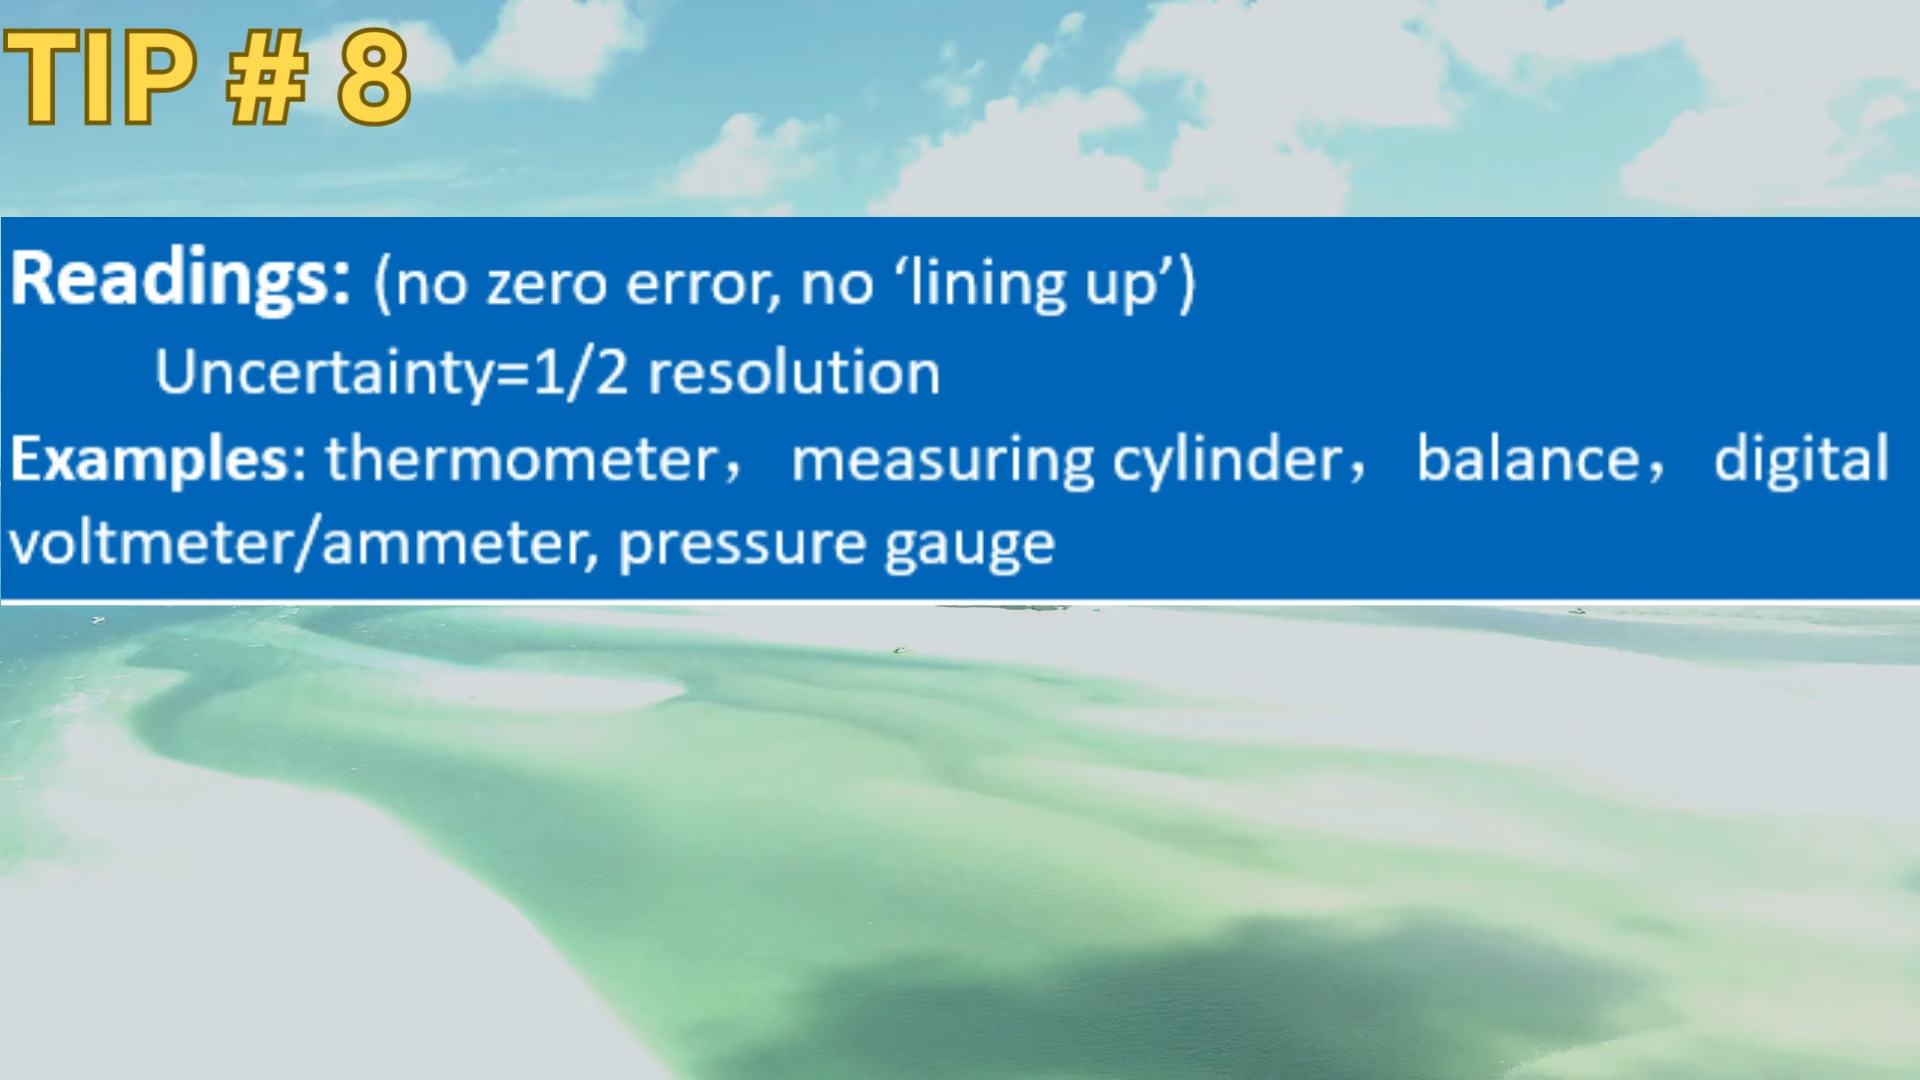 TIP # 8
Readings: (no zero error, no ‘lining up’)
Uncertainty=1/2 resolution
Examples: thermometer， measuring cylinder， balance， digital
voltmeter/ammeter, pressure gauge